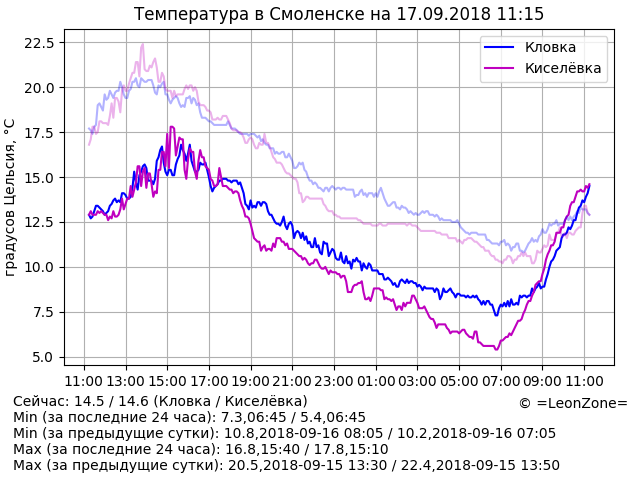 Температура в Смоленске на 17.09.2018 11:15
Кловка
Киселёвка
градусов Цельсия, °C
22.5
20.0
17.5
15.0
12.5
10.0
7.5
5.0
11:00 13:00 15:00 17:00 19:00 21:00 23:00 01:00 03:00 05:00 07:00 09:00 11:00
Сейчас: 14.5 / 14.6 (Кловка / Киселёвка)
© =LeonZone=
Min (за последние 24 часа): 7.3,06:45 / 5.4,06:45
Min (за предыдущие сутки): 10.8,2018-09-16 08:05 / 10.2,2018-09-16 07:05
Max (за последние 24 часа): 16.8,15:40 / 17.8,15:10
Max (за предыдущие сутки): 20.5,2018-09-15 13:30 / 22.4,2018-09-15 13:50